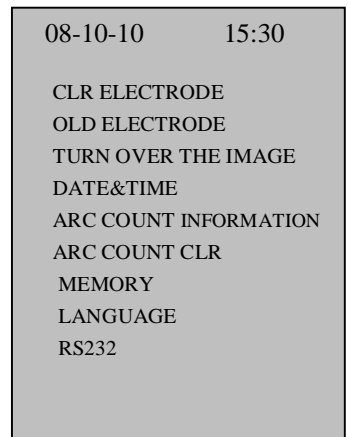 08-10-10 15:30
CLR ELECTRODE
OLD ELECTRODE
TURN OVER THE IMAGE
DATE&TIME
ARC COUNT INFORMATION
ARC COUNT CLR
MEMORY
LANGUAGE
RS232